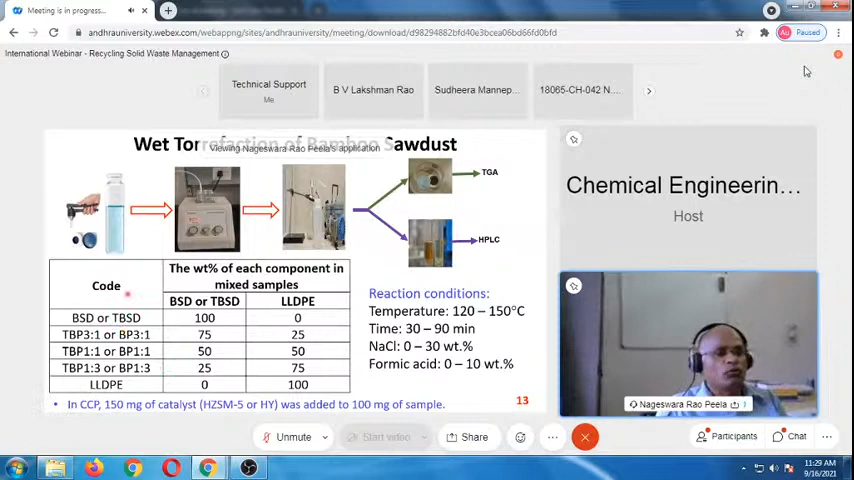 Meeting is in progress...
andhrauniversity.webex.com/webappng/sites/andhrauniversity/meeting/download/d98294882bfd40e3bcea06bd66fdf0bd
Au Paused
International Webinar - Recycling Solid Waste Management
Technical Support
Me
B V Lakshman Rao
Sudheera Mannep...
18065-CH-042 N....
Wet Torrefaction of Bamboo Sawdust
Viewing Nageswara Rao Peela's application
TGA
HPLC
Code
The wt% of each component in mixed samples
BSD or TBSD LLDPE
BSD or TBSD 100 0
TBP3:1 or BP3:1 75 25
TBP1:1 or BP1:1 50 50
TBP1:3 or BP1:3 25 75
LLDPE 0 100
Reaction conditions:
Temperature: 120 – 150°C
Time: 30 – 90 min
NaCl: 0 – 30 wt.%
Formic acid: 0 – 10 wt.%
• In CCP, 150 mg of catalyst (HZSM-5 or HY) was added to 100 mg of sample.
13
Chemical Engineerin...
Host
Nageswara Rao Peela
Unmute
Start video
Share
Participants
Chat
11:29 AM
9/16/2021